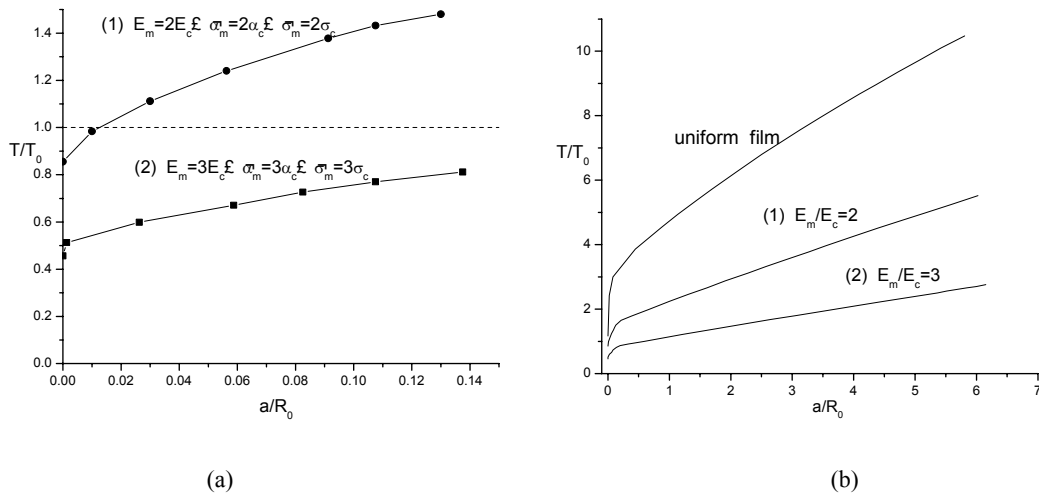 (1) E_m=2E_c£ α_m=2α_c£ σ_m=2σ_c
1.4
1.2
1.0
T/T_0
0.8
(2) E_m=3E_c£ α_m=3α_c£ σ_m=3σ_c
0.6
0.4
0.2
0.0
0.00 0.02 0.04 0.06 0.08 0.10 0.12 0.14
a/R_0
(a)
10
8
uniform film
T/T_0
6
4
(1) E_m/E_c=2
2
(2) E_m/E_c=3
0
0 1 2 3 4 5 6 7
a/R_0
(b)